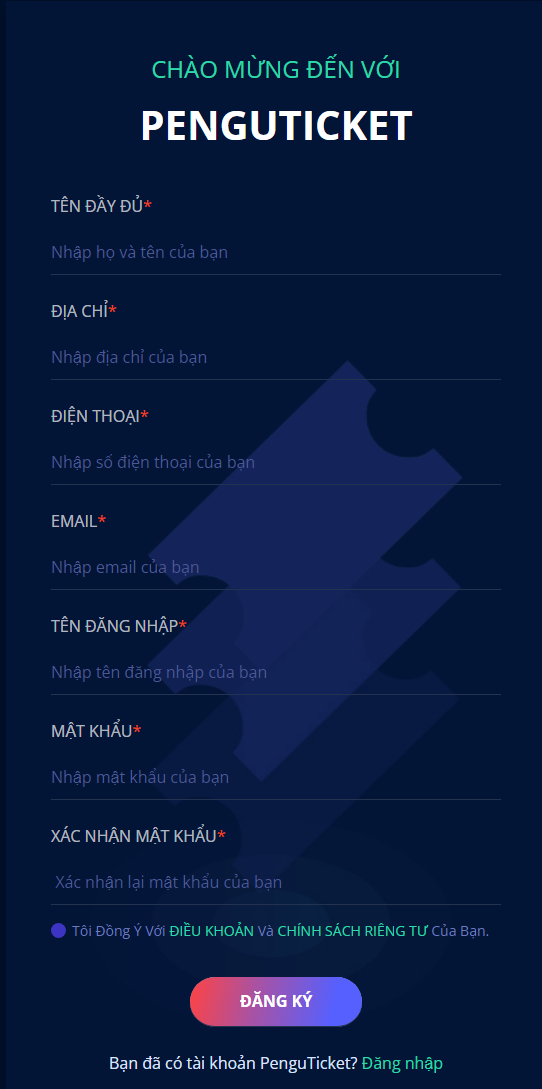 CHÀO MỪNG ĐẾN VỚI
PENGUTICKET
TÊN ĐẦY ĐỦ*
Nhập họ và tên của bạn
ĐỊA CHỈ*
Nhập địa chỉ của bạn
ĐIỆN THOẠI*
Nhập số điện thoại của bạn
EMAIL*
Nhập email của bạn
TÊN ĐĂNG NHẬP*
Nhập tên đăng nhập của bạn
MẬT KHẨU*
Nhập mật khẩu của bạn
XÁC NHẬN MẬT KHẨU*
Xác nhận lại mật khẩu của bạn
Tôi Đồng Ý Với ĐIỀU KHOẢN Và CHÍNH SÁCH RIÊNG TƯ Của Bạn.
ĐĂNG KÝ
Bạn đã có tài khoản PenguTicket? Đăng nhập